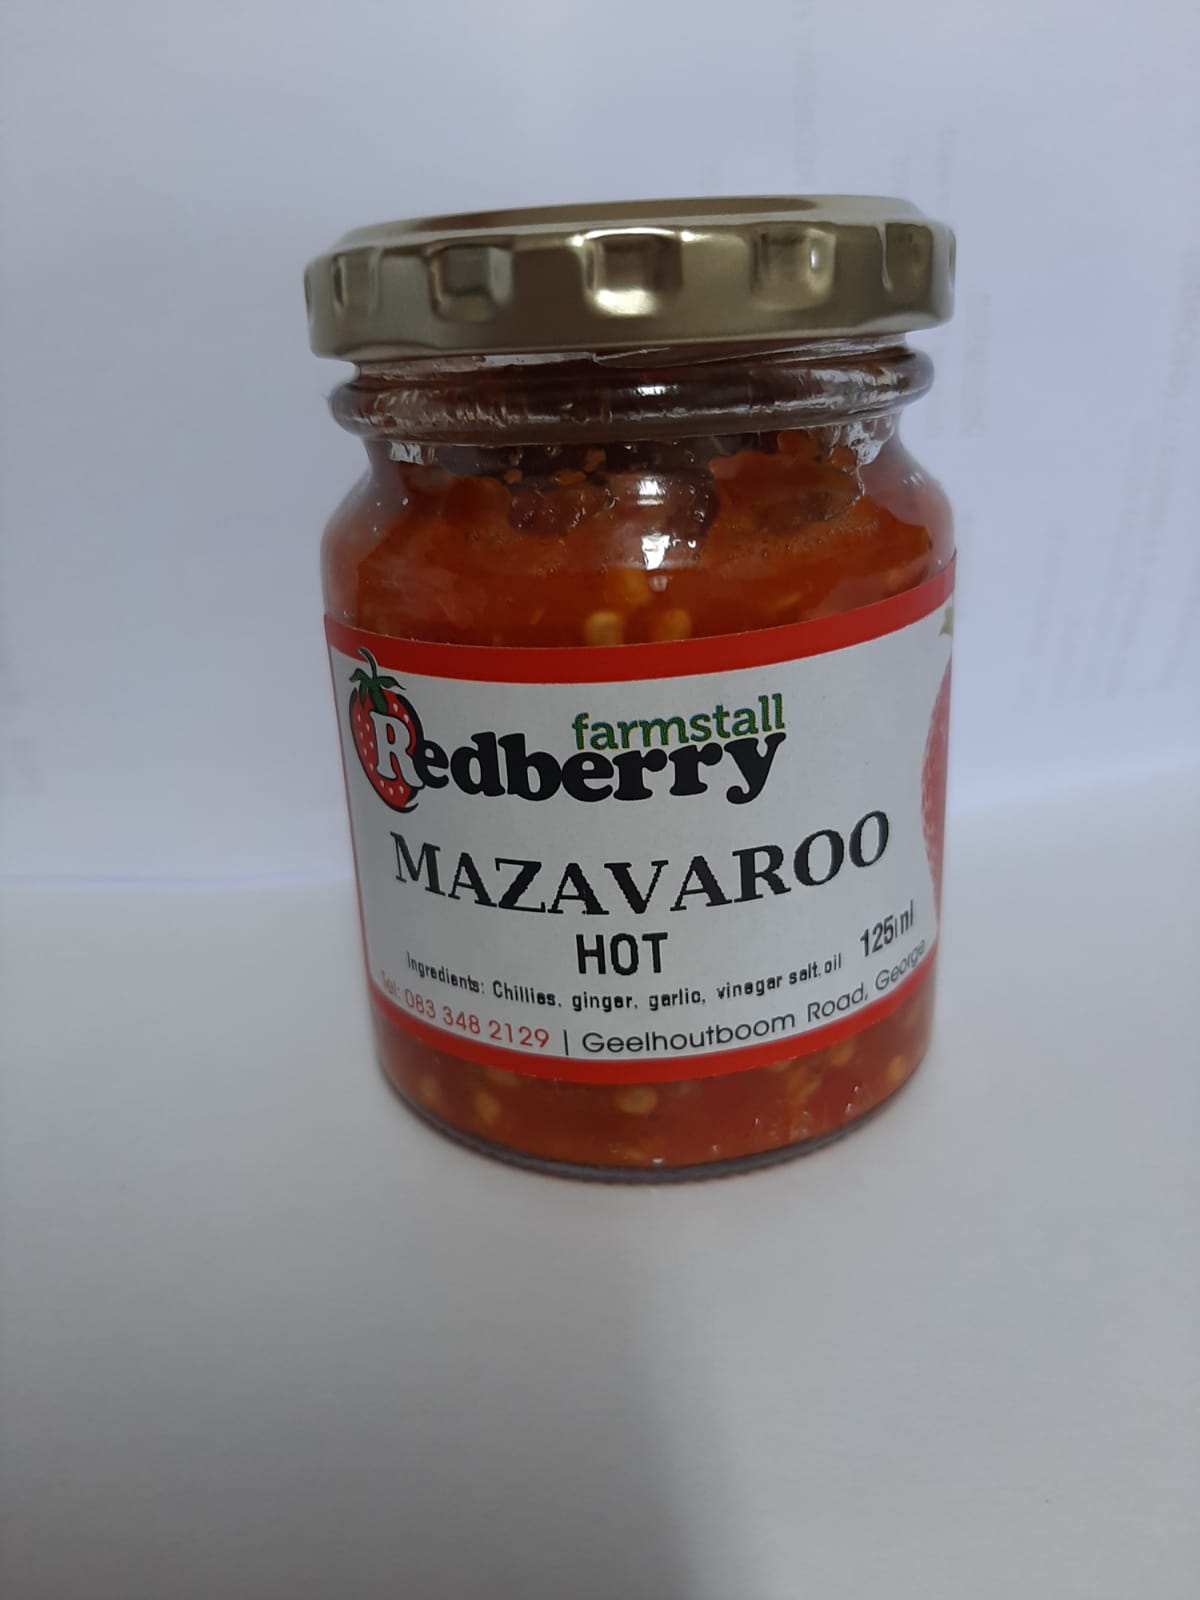 farmstall
Redberry
MAZAVAROO
HOT
125ml
Ingredients: Chillies, ginger, garlic, vinegar salt, oil
Tel: 083 348 2129 | Geelhoutboom Road, George